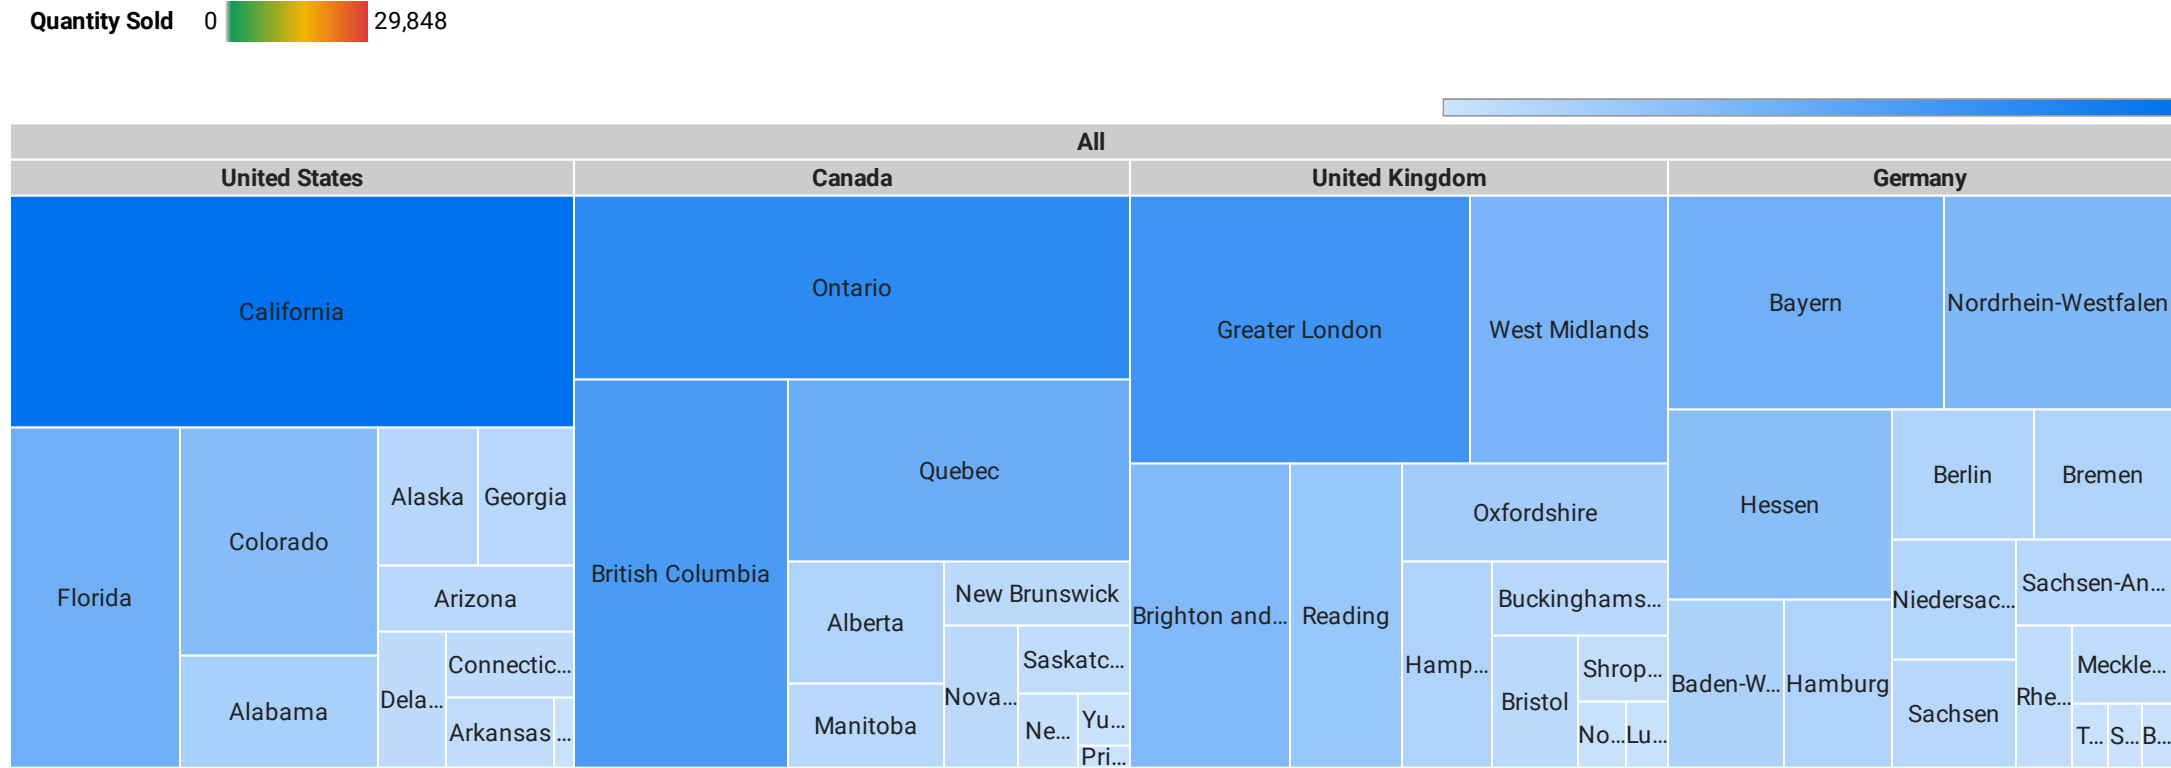 Quantity Sold 0 29,848
All
United States Canada United Kingdom Germany
California
Florida
Colorado
Alabama
Alaska
Georgia
Arizona
Dela...
Connectic...
Arkansas
...
Ontario
British Columbia
Quebec
Alberta
Manitoba
New Brunswick
Nova...
Saskatc...
Ne...
Yu...
Pri...
Greater London
West Midlands
Brighton and...
Reading
Oxfordshire
Hamp...
Buckinghams...
Bristol
Shrop...
No...
Lu...
Bayern
Nordrhein-Westfalen
Hessen
Baden-W...
Hamburg
Berlin
Bremen
Niedersac...
Sachsen
Sachsen-An...
Rhe...
Meckle...
T...
S...
B...